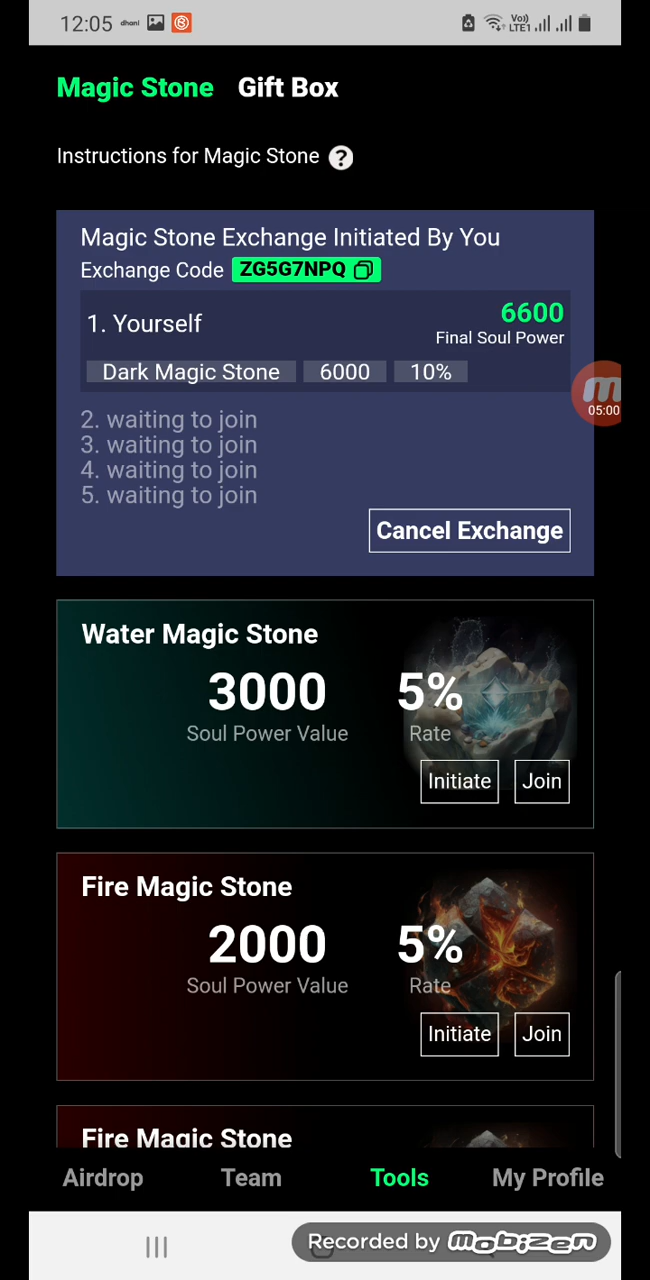 12:05 dhani Vo) LTE1
Magic Stone Gift Box
Instructions for Magic Stone ?
Magic Stone Exchange Initiated By You
Exchange Code ZG5G7NPQ
1. Yourself 6600
Final Soul Power
Dark Magic Stone 6000 10%
m
05:00
2. waiting to join
3. waiting to join
4. waiting to join
5. waiting to join
Cancel Exchange
Water Magic Stone
3000 5%
Soul Power Value Rate
Initiate Join
Fire Magic Stone
2000 5%
Soul Power Value Rate
Initiate Join
Fire Magic Stone
Airdrop Team Tools My Profile
Recorded by mobizen